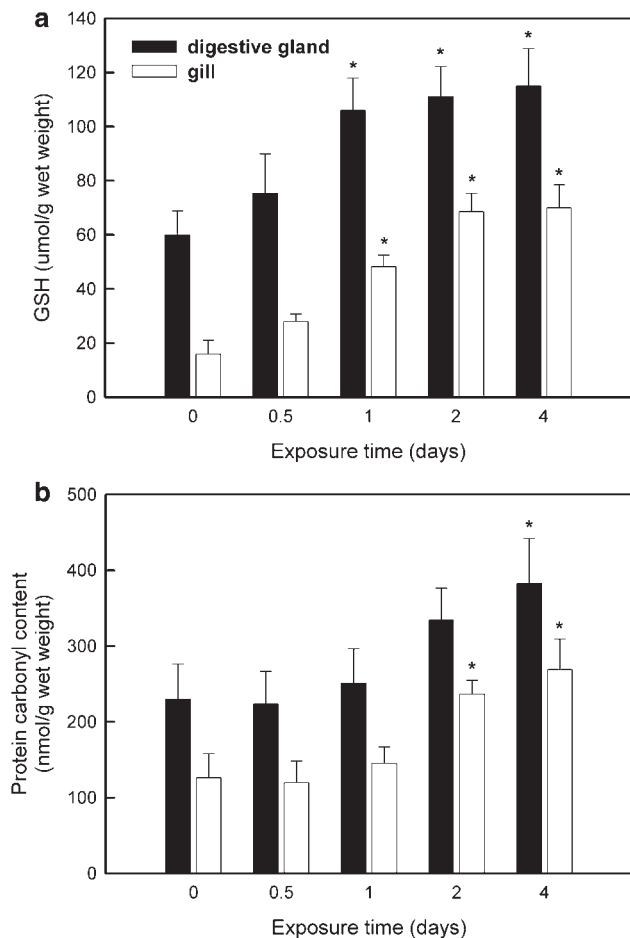 a
140
120
100
80
60
40
20
0
GSH (umol/g wet weight)
digestive gland
gill
*
*
*
*
*
*
0 0.5 1 2 4
Exposure time (days)
b
500
400
300
200
100
0
Protein carbonyl content
(nmol/g wet weight)
*
*
*
0 0.5 1 2 4
Exposure time (days)